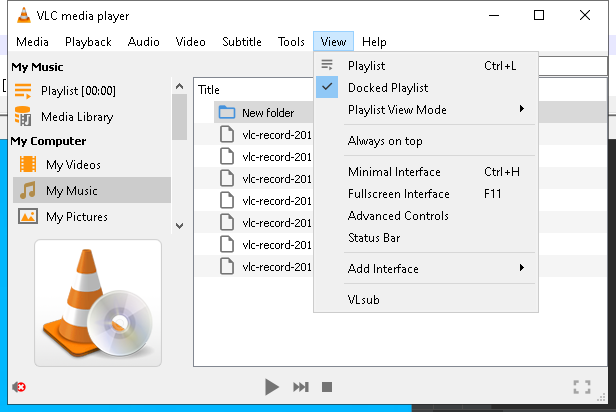 VLC media player
Media Playback Audio Video Subtitle Tools View Help
My Music
Playlist [00:00]
Media Library
My Computer
My Videos
My Music
My Pictures
Title
New folder
vlc-record-201
vlc-record-201
vlc-record-201
vlc-record-201
vlc-record-201
vlc-record-201
vlc-record-201
Playlist Ctrl+L
Docked Playlist
Playlist View Mode
Always on top
Minimal Interface Ctrl+H
Fullscreen Interface F11
Advanced Controls
Status Bar
Add Interface
VLsub